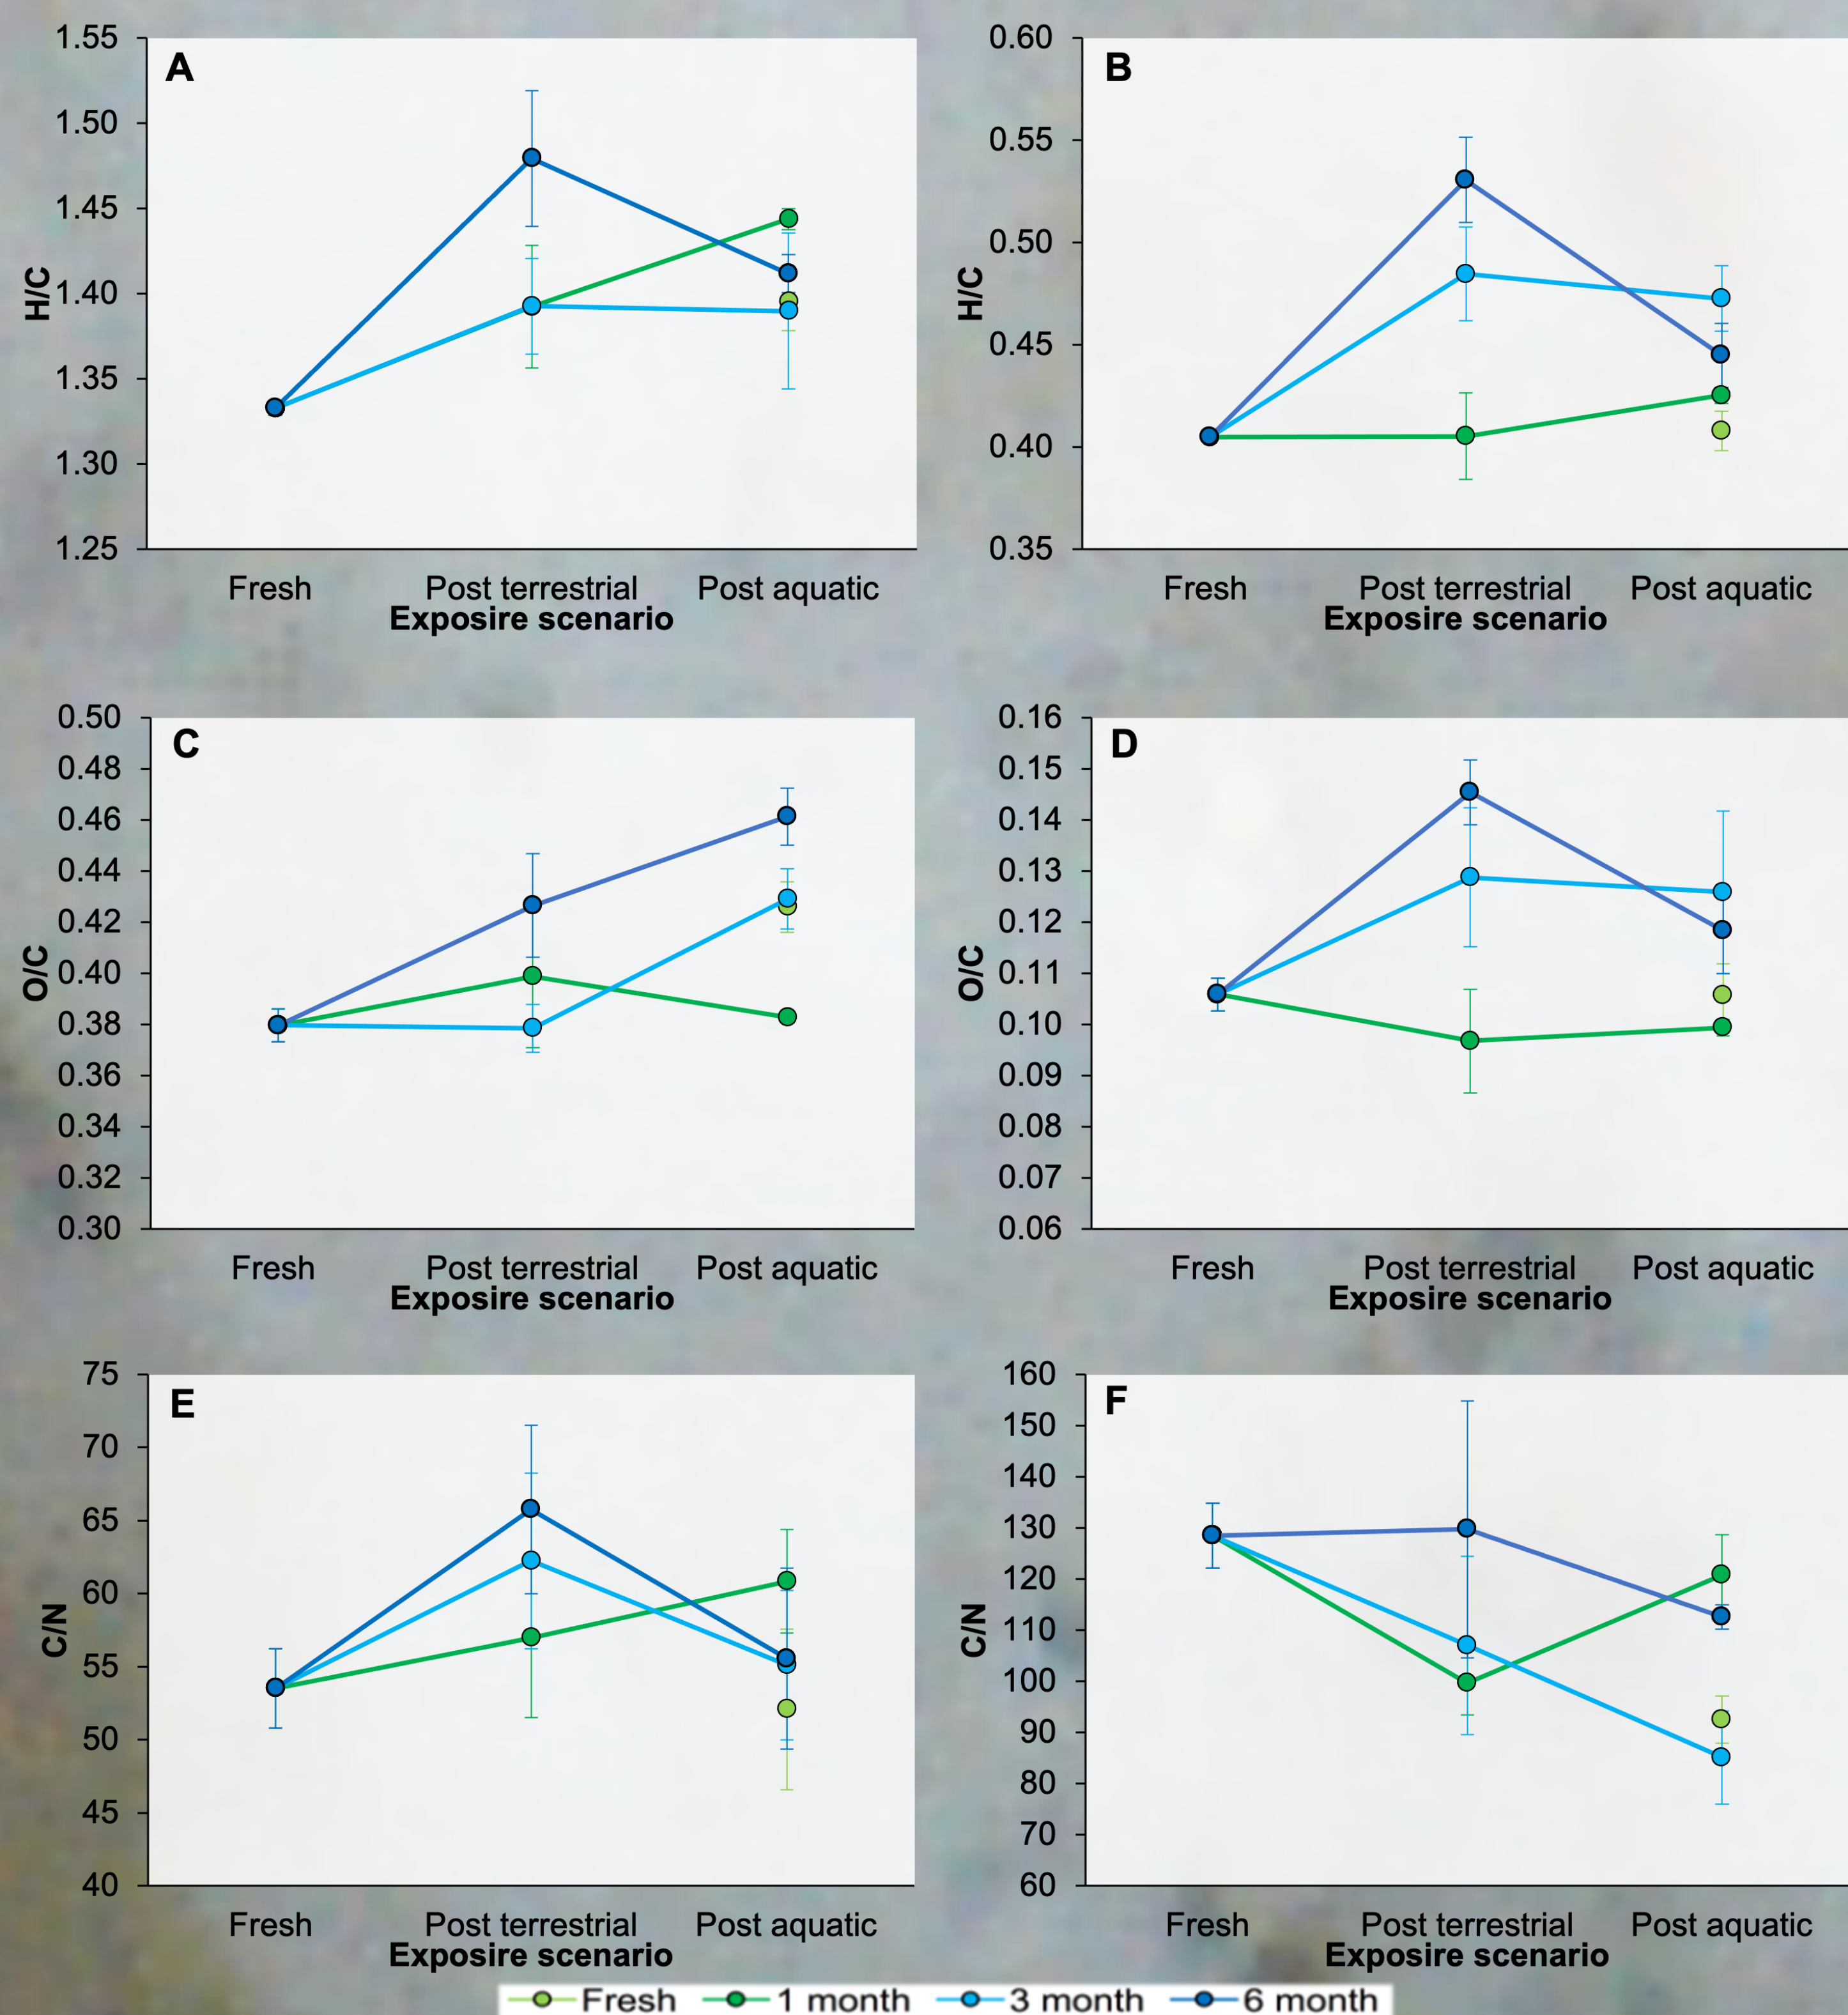 A
H/C
1.55
1.50
1.45
1.40
1.35
1.30
1.25
Fresh Post terrestrial Post aquatic
Exposire scenario
B
H/C
0.60
0.55
0.50
0.45
0.40
0.35
Fresh Post terrestrial Post aquatic
Exposire scenario
C
O/C
0.50
0.48
0.46
0.44
0.42
0.40
0.38
0.36
0.34
0.32
0.30
Fresh Post terrestrial Post aquatic
Exposire scenario
D
O/C
0.16
0.15
0.14
0.13
0.12
0.11
0.10
0.09
0.08
0.07
0.06
Fresh Post terrestrial Post aquatic
Exposire scenario
E
C/N
75
70
65
60
55
50
45
40
Fresh Post terrestrial Post aquatic
Exposire scenario
F
C/N
160
150
140
130
120
110
100
90
80
70
60
Fresh Post terrestrial Post aquatic
Exposire scenario
Fresh 1 month 3 month 6 month